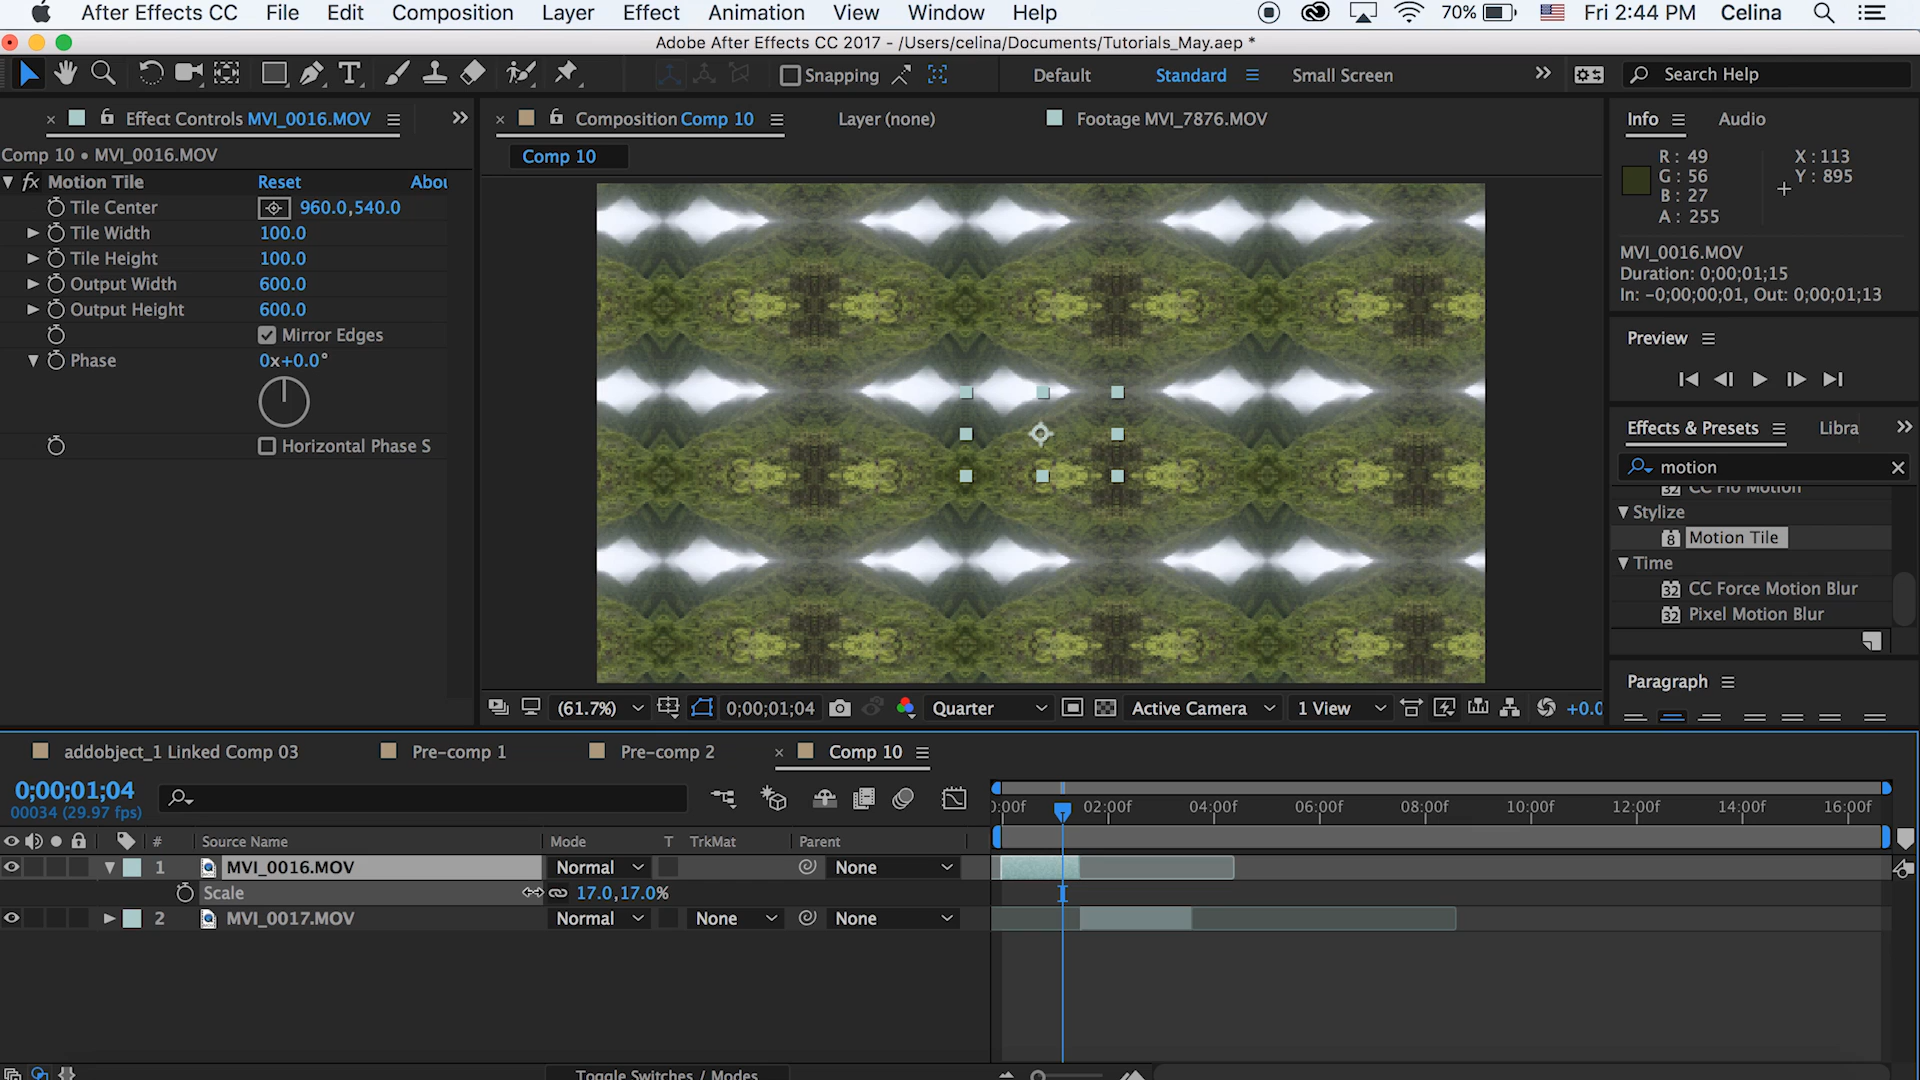 After Effects CC File Edit Composition Layer Effect Animation View Window Help 70% Fri 2:44 PM Celina
Adobe After Effects CC 2017 - /Users/celina/Documents/Tutorials_May.aep *
Snapping Default Standard Small Screen Search Help
Effect Controls MVI_0016.MOV
Comp 10 • MVI_0016.MOV
fx Motion Tile Reset Abou
Tile Center 960.0,540.0
Tile Width 100.0
Tile Height 100.0
Output Width 600.0
Output Height 600.0
Mirror Edges
Phase 0x+0.0°
Horizontal Phase S
Composition Comp 10 Layer (none) Footage MVI_7876.MOV
Comp 10
(61.7%) 0;00;01;04 Quarter Active Camera 1 View +0.0
Info Audio
R: 49 X: 113
G: 56 Y: 895
B: 27
A: 255
MVI_0016.MOV
Duration: 0;00;01;15
In: -0;00;00;01, Out: 0;00;01;13
Preview
Effects & Presets Libra
motion
CC Flo Motion
Stylize
8 Motion Tile
Time
32 CC Force Motion Blur
32 Pixel Motion Blur
Paragraph
addobject_1 Linked Comp 03 Pre-comp 1 Pre-comp 2 Comp 10
0;00;01;04
00034 (29.97 fps)
0:00f 02:00f 04:00f 06:00f 08:00f 10:00f 12:00f 14:00f 16:00f
# Source Name Mode T TrkMat Parent
1 MVI_0016.MOV Normal None
Scale 17.0,17.0%
2 MVI_0017.MOV Normal None None
Toggle Switches / Modes